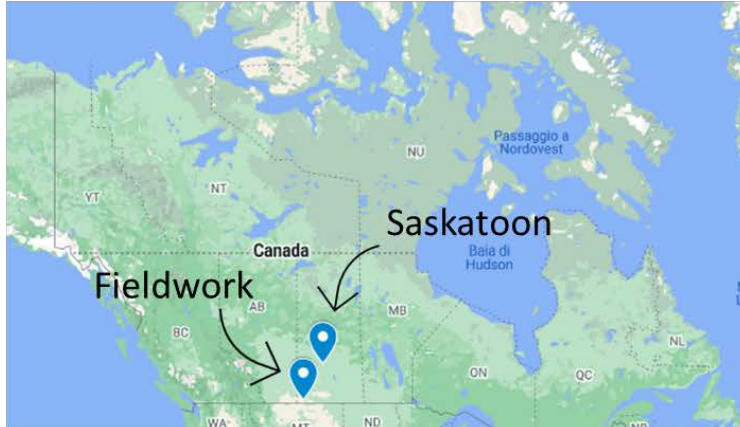 NU
Passaggio a
Nordovest
YT
NT
Saskatoon
Canada
Baia di
Hudson
Fieldwork
AB
MB
BC
NL
ON
QC
WA
MT
ND